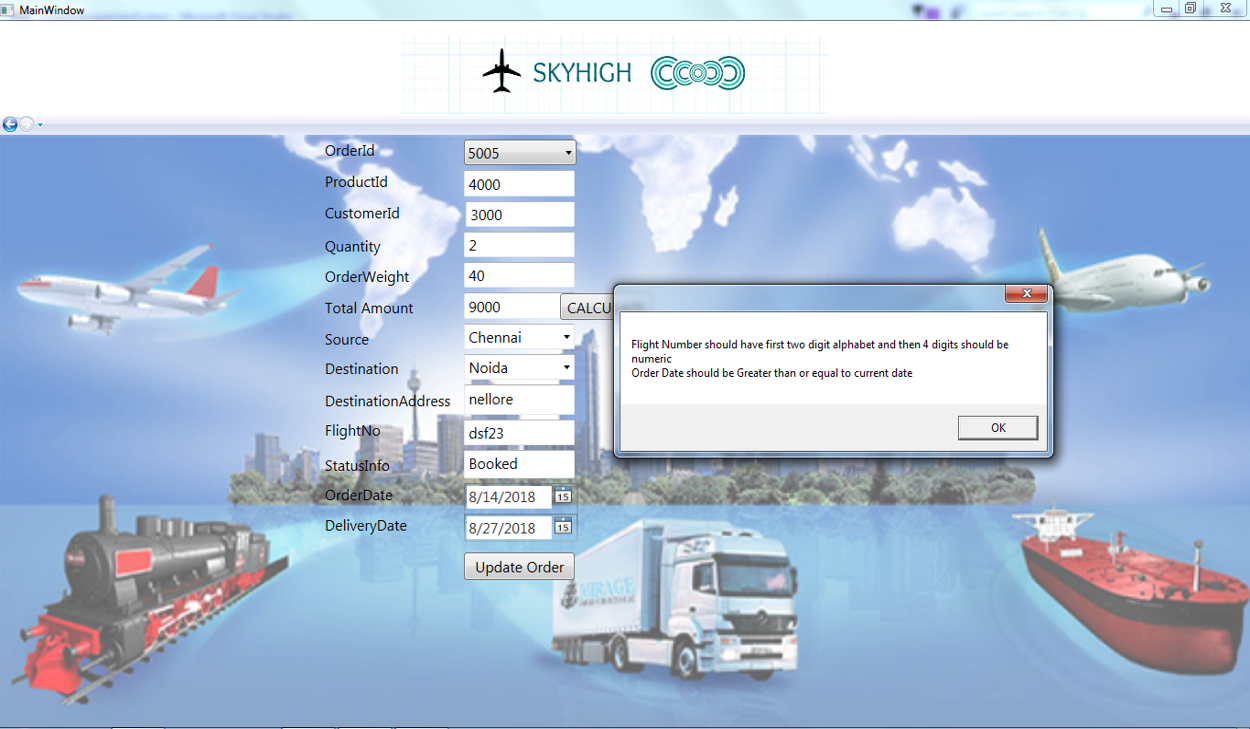 MainWindow
SKYHIGH
OrderId 5005
ProductId 4000
CustomerId 3000
Quantity 2
OrderWeight 40
Total Amount 9000 CALCU
Source Chennai
Destination Noida
DestinationAddress nellore
FlightNo dsf23
StatusInfo Booked
OrderDate 8/14/2018 15
DeliveryDate 8/27/2018 15
Update Order
Flight Number should have first two digit alphabet and then 4 digits should be
numeric
Order Date should be Greater than or equal to current date
OK
VIRAGE